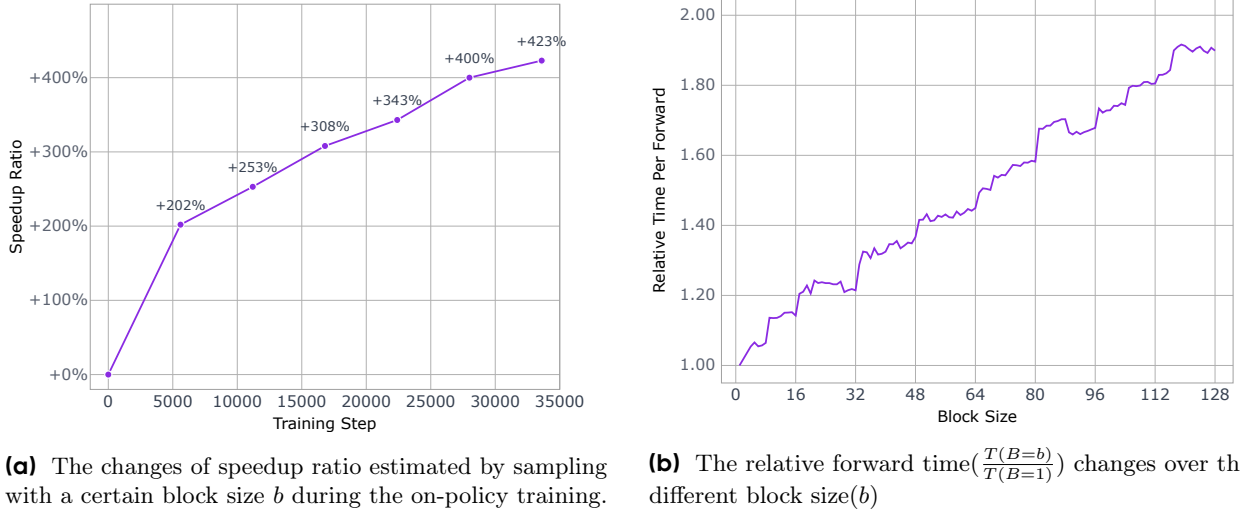 +423%
+400%
+400%
+343%
+308%
+300%
+253%
+202%
+200%
+100%
+0%
Speedup Ratio
0 5000 10000 15000 20000 25000 30000 35000
Training Step
2.00
1.80
1.60
1.40
1.20
1.00
Relative Time Per Forward
0 16 32 48 64 80 96 112 128
Block Size
(a) The changes of speedup ratio estimated by sampling
with a certain block size b during the on-policy training.
(b) The relative forward time(T(B=b)/T(B=1)) changes over th
different block size(b)